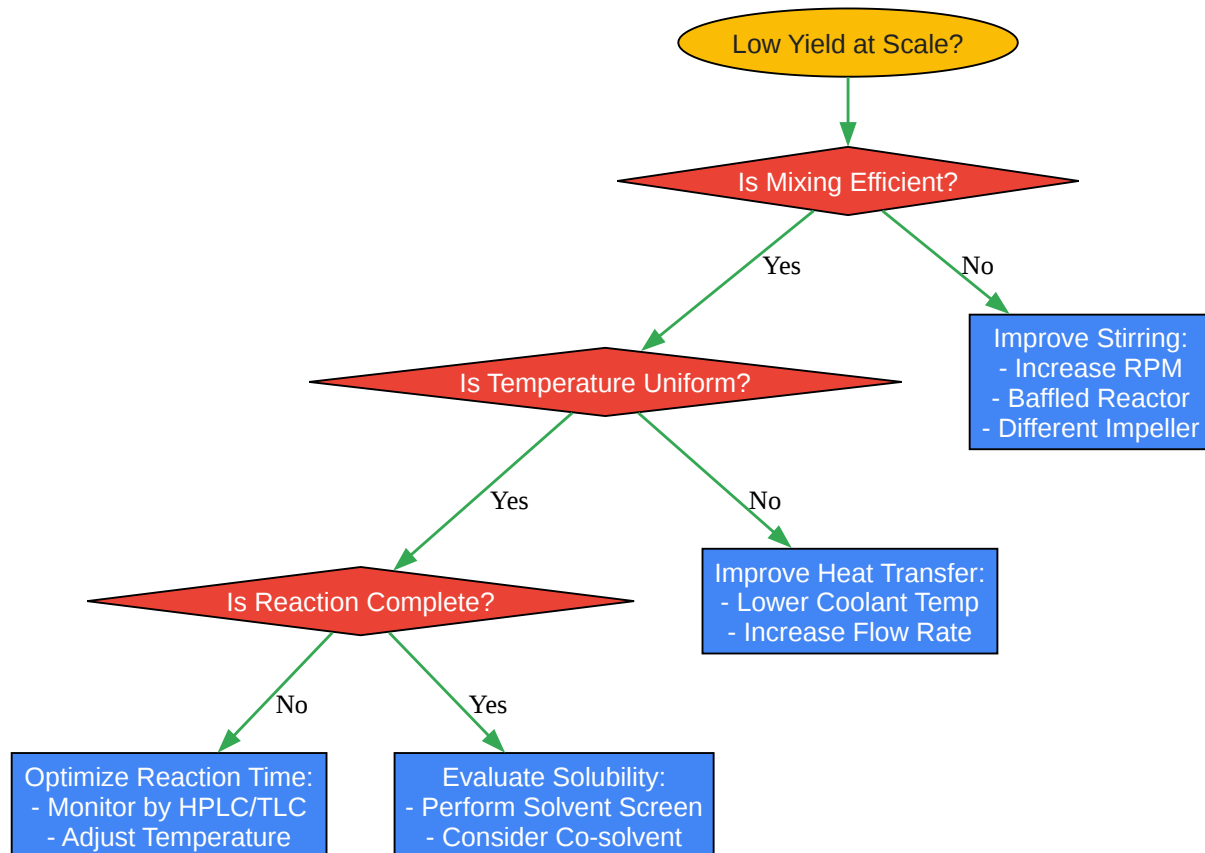 Low Yield at Scale?
Is Mixing Efficient?
Yes
No
Improve Stirring:
- Increase RPM
- Baffled Reactor
- Different Impeller
Is Temperature Uniform?
Yes
No
Improve Heat Transfer:
- Lower Coolant Temp
- Increase Flow Rate
Is Reaction Complete?
No
Yes
Optimize Reaction Time:
- Monitor by HPLC/TLC
- Adjust Temperature
Evaluate Solubility:
- Perform Solvent Screen
- Consider Co-solvent